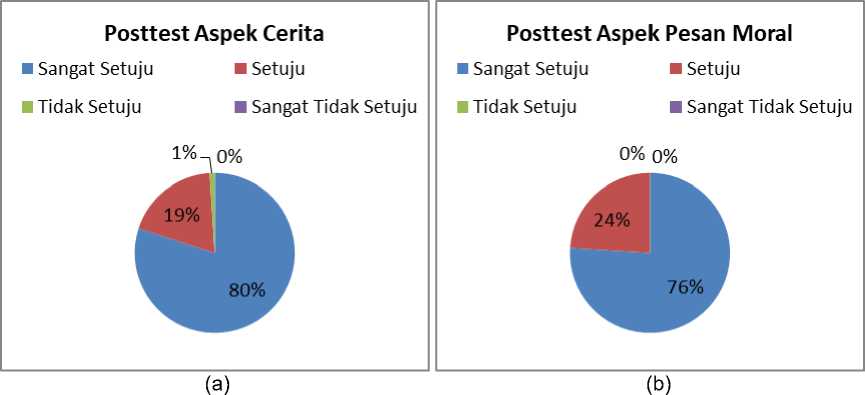 Posttest Aspek Cerita
Sangat Setuju Setuju
Tidak Setuju Sangat Tidak Setuju
1% 0%
19%
80%
(a)
Posttest Aspek Pesan Moral
Sangat Setuju Setuju
Tidak Setuju Sangat Tidak Setuju
0% 0%
24%
76%
(b)